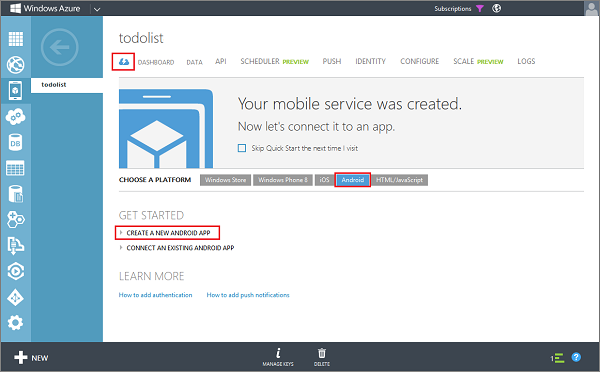 Windows Azure
Subscriptions
todolist
todolist
DASHBOARD DATA API SCHEDULER PREVIEW PUSH IDENTITY CONFIGURE SCALE PREVIEW LOGS
Your mobile service was created.
Now let's connect it to an app.
Skip Quick Start the next time I visit
CHOOSE A PLATFORM Windows Store Windows Phone 8 iOS Android HTML/JavaScript
GET STARTED
CREATE A NEW ANDROID APP
CONNECT AN EXISTING ANDROID APP
LEARN MORE
How to add authentication How to add push notifications
DB
NEW
MANAGE KEYS DELETE
1 ?